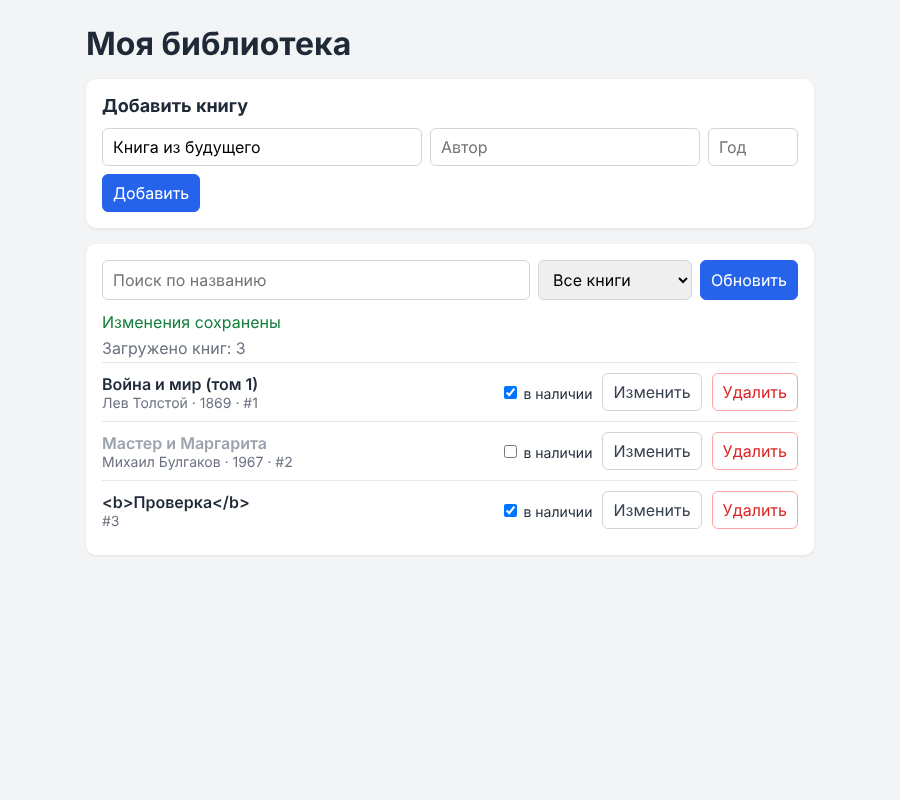 Моя библиотека
Добавить книгу
Книга из будущего Автор Год
Добавить
Поиск по названию Все книги Обновить
Изменения сохранены
Загружено книг: 3
Война и мир (том 1)
Лев Толстой · 1869 · #1
в наличии Изменить Удалить
Мастер и Маргарита
Михаил Булгаков · 1967 · #2
в наличии Изменить Удалить
<b>Проверка</b>
#3
в наличии Изменить Удалить